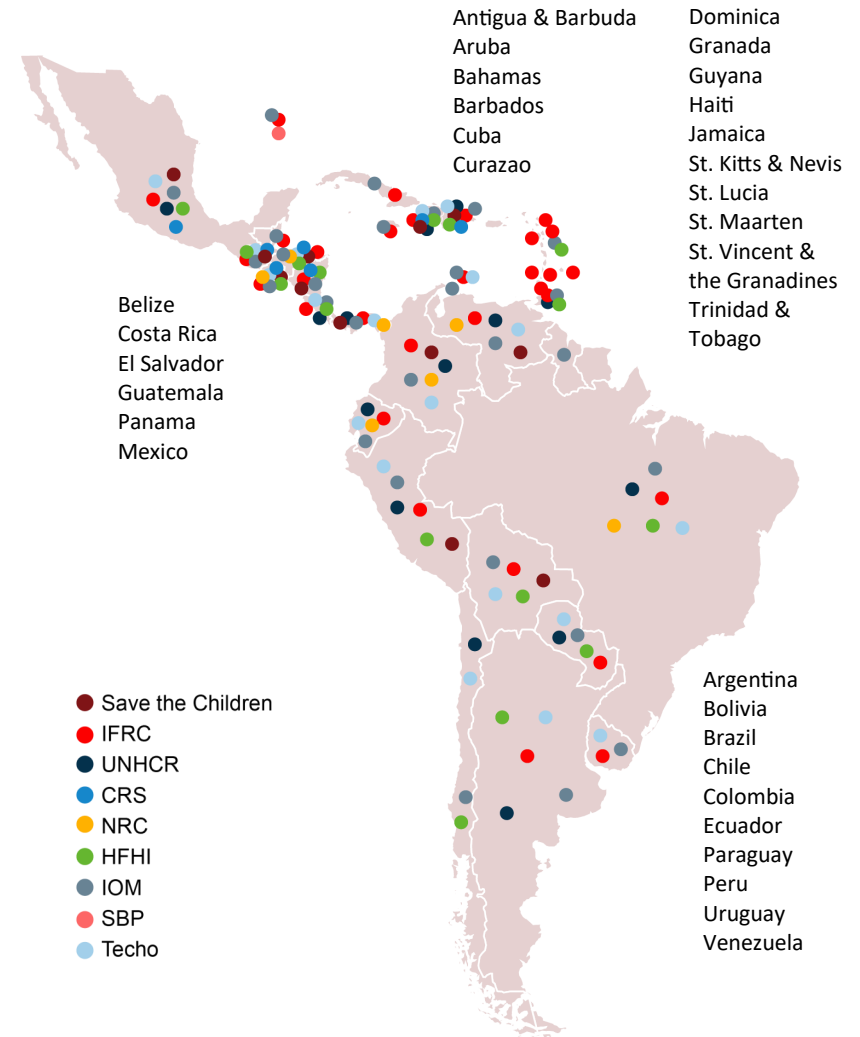 Antigua & Barbuda
Aruba
Bahamas
Barbados
Cuba
Curazao
Dominica
Granada
Guyana
Haiti
Jamaica
St. Kitts & Nevis
St. Lucia
St. Maarten
St. Vincent &
the Granadines
Trinidad &
Tobago
Belize
Costa Rica
El Salvador
Guatemala
Panama
Mexico
Save the Children
IFRC
UNHCR
CRS
NRC
HFHI
IOM
SBP
Techo
Argentina
Bolivia
Brazil
Chile
Colombia
Ecuador
Paraguay
Peru
Uruguay
Venezuela